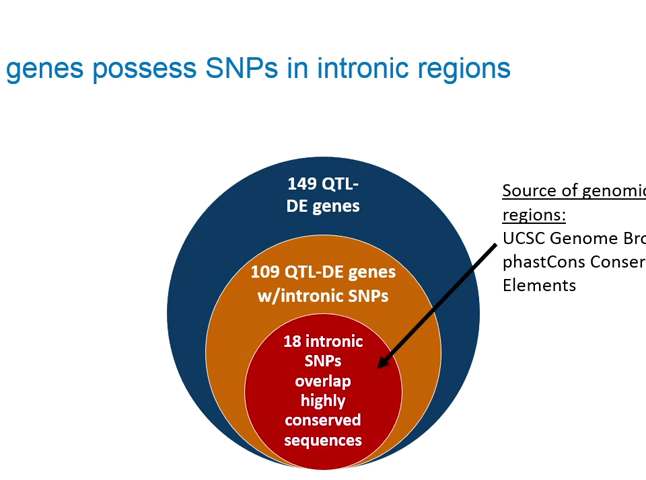 genes possess SNPs in intronic regions
149 QTL-
DE genes
109 QTL-DE genes
w/intronic SNPs
18 intronic
SNPs
overlap
highly
conserved
sequences
Source of genomic
regions:
UCSC Genome Bro
phastCons Conser
Elements